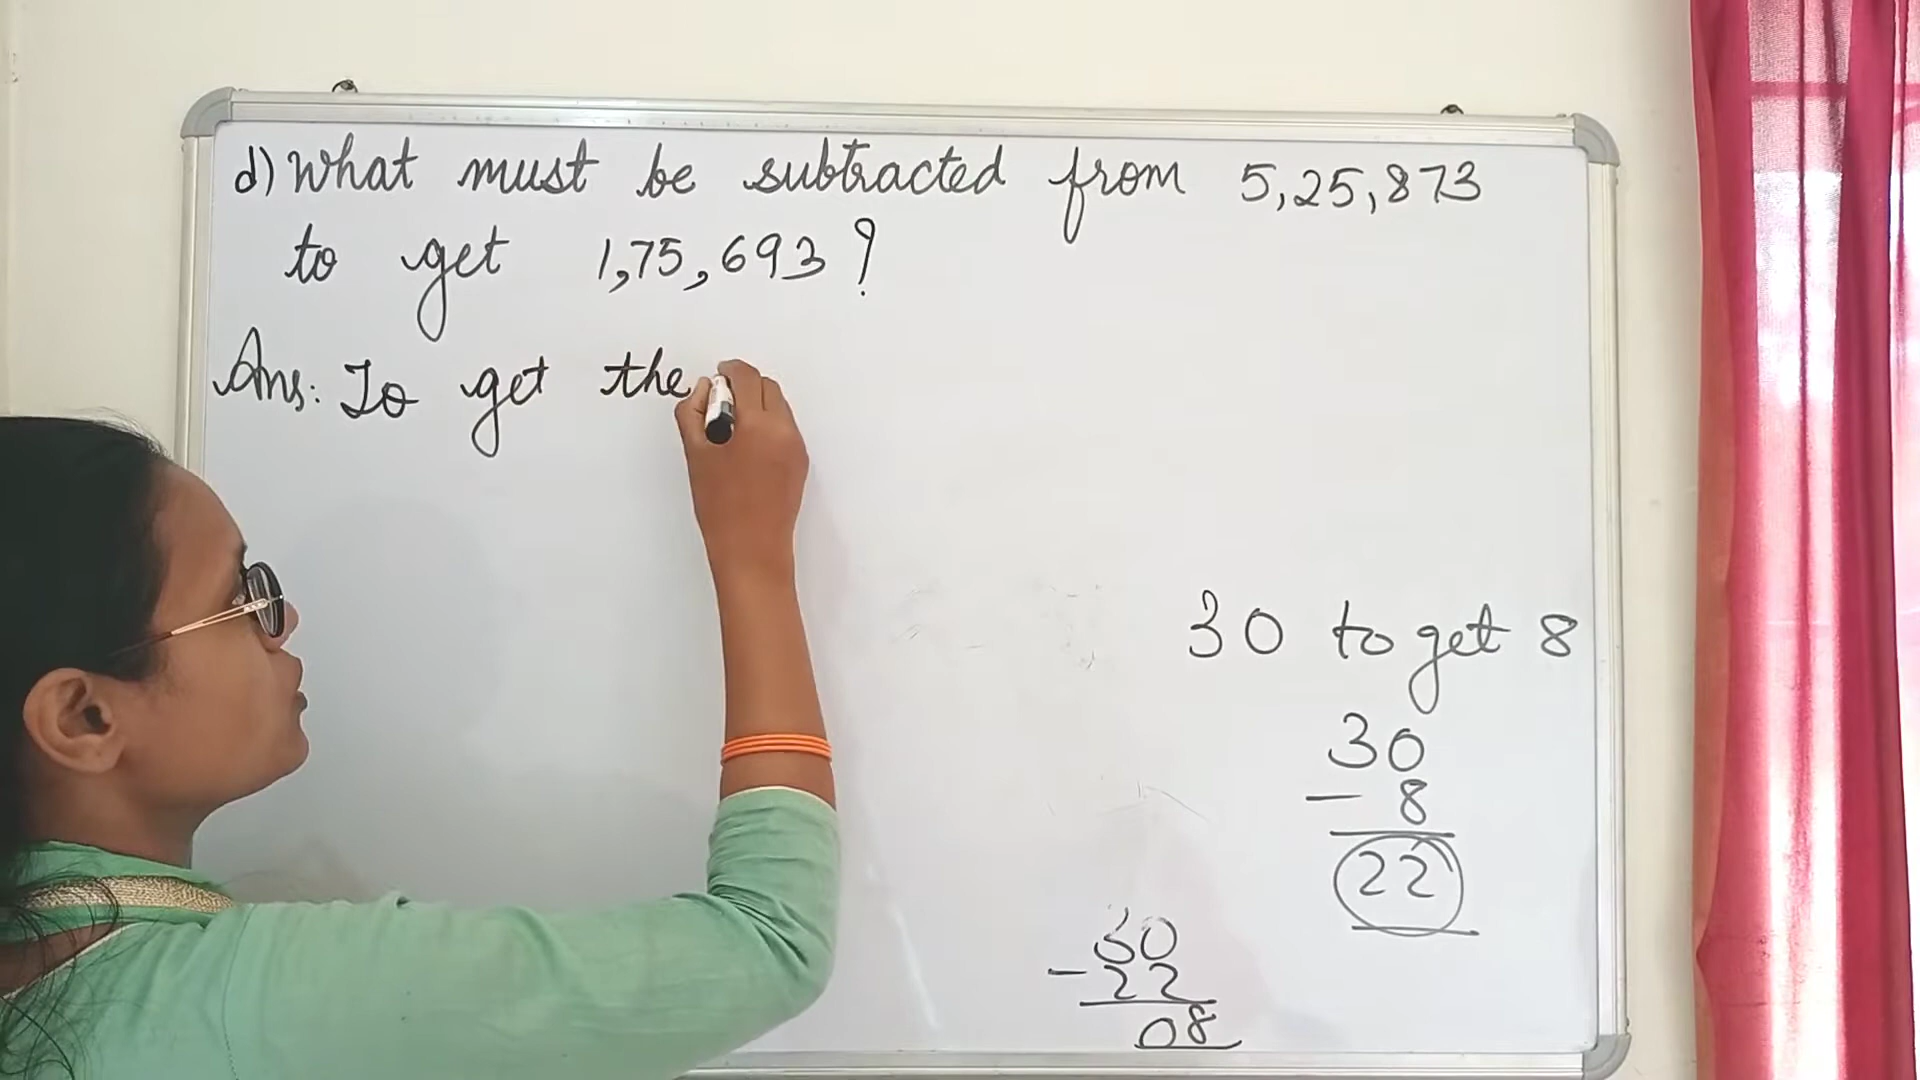 d) What must be subtracted from 5,25,873
to get 1,75,693?
Ans: To get the
30 to get 8
30
- 8
22
30
- 22
08